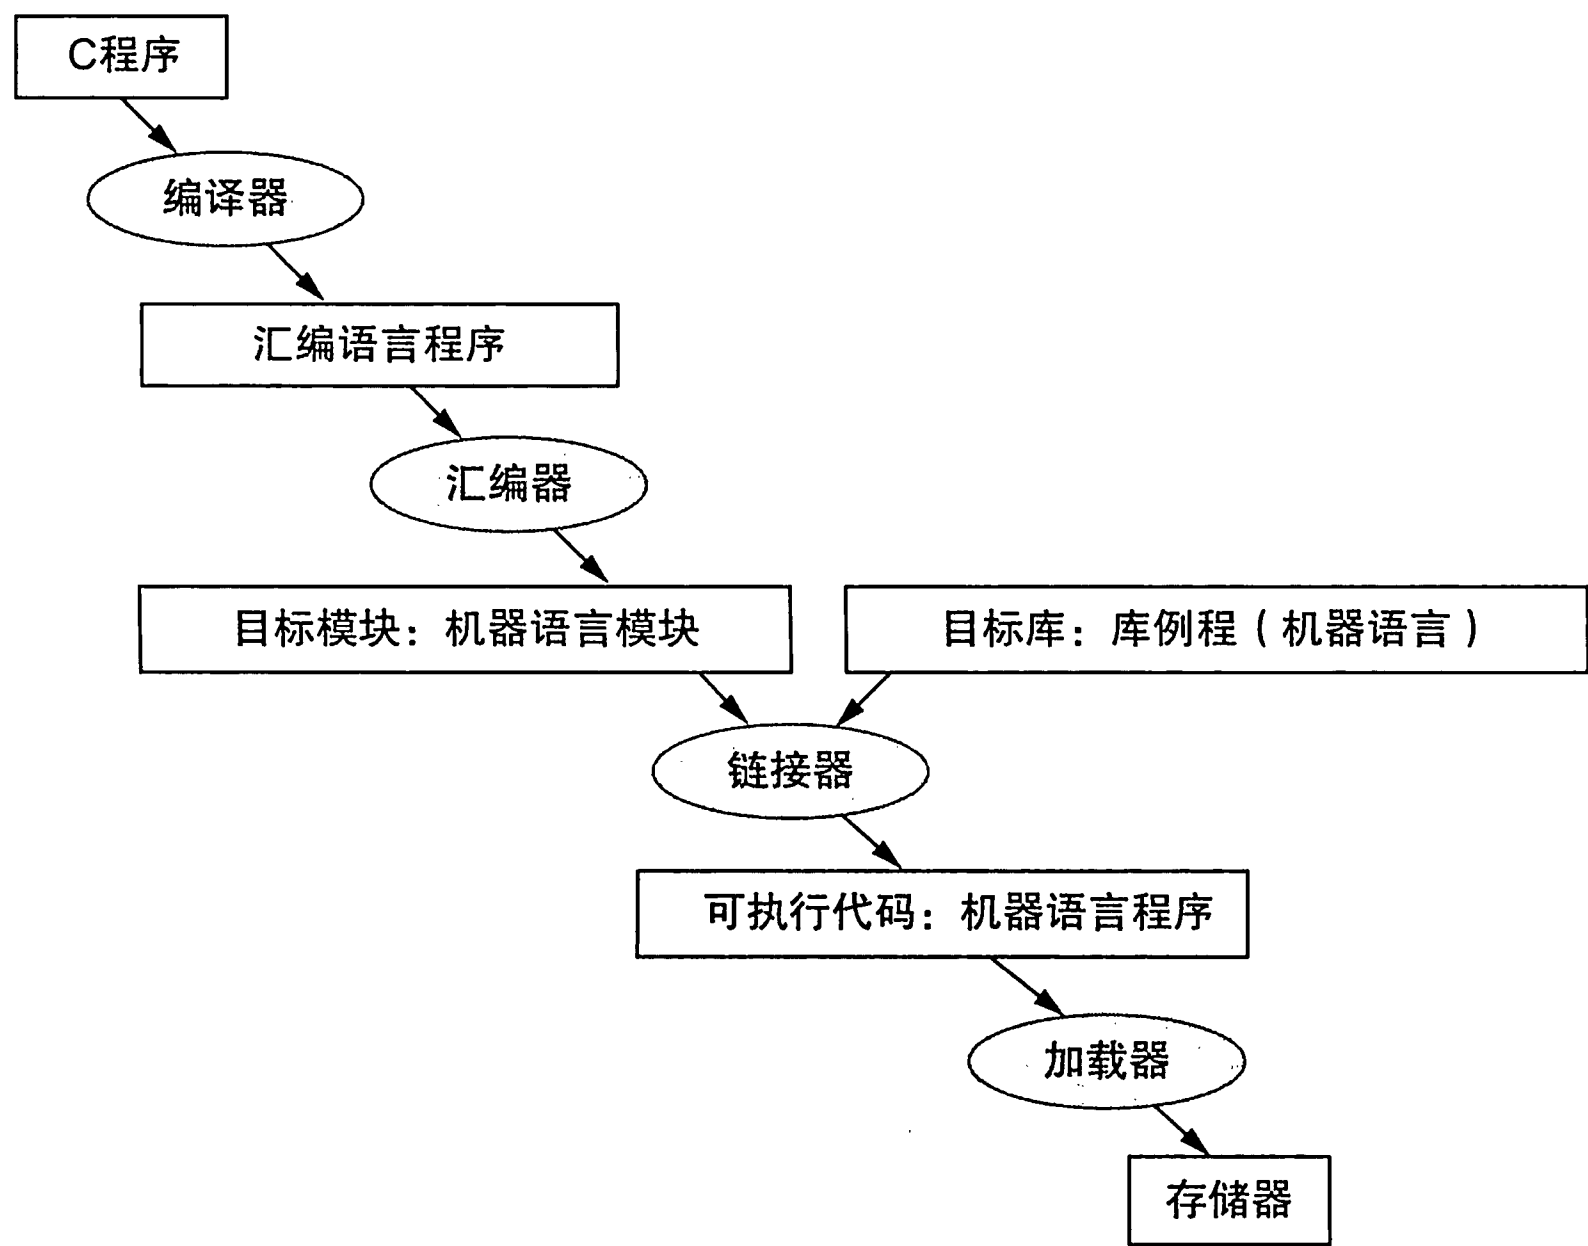 C程序
编译器
汇编语言程序
汇编器
目标模块：机器语言模块
目标库：库例程（机器语言）
链接器
可执行代码：机器语言程序
加载器
存储器